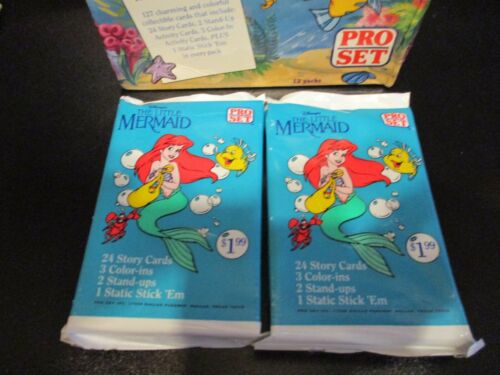 127 charming and colorful
collectible cards that include:
24 Story Cards, 2 Stand-Up
Activity Cards, 3 Color-In
Activity Cards, PLUS
1 Static Stick 'Em
in every pack
PRO
SET
12 packs
Disney's
THE LITTLE
MERMAID
PRO
SET
$1.99
24 Story Cards
3 Color-ins
2 Stand-ups
1 Static Stick 'Em
Disney's
THE LITTLE
MERMAID
PRO
SET
$1.99
24 Story Cards
3 Color-ins
2 Stand-ups
1 Static Stick 'Em